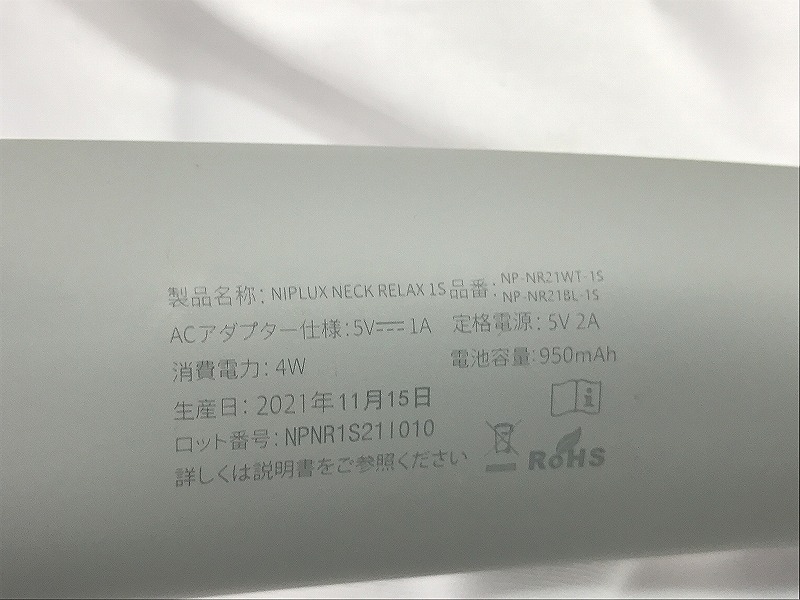 製品名称: NIPLUX NECK RELAX 1S 品番: NP-NR21WT-1S
NP-NR21BL-1S
ACアダプター仕様:5V⎓1A 定格電源: 5V 2A
消費電力: 4W 電池容量:950mAh
生産日: 2021年11月15日
ロット番号: NPNR1S211010
詳しくは説明書をご参照ください
RoHS